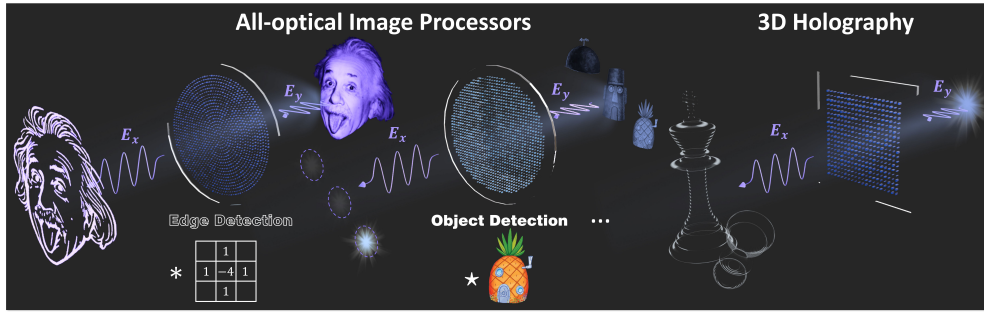 All-optical Image Processors
3D Holography
E_x
E_y
E_x
E_y
E_x
E_y
Edge Detection
Object Detection ...
* 1
1 −4 1
1
★